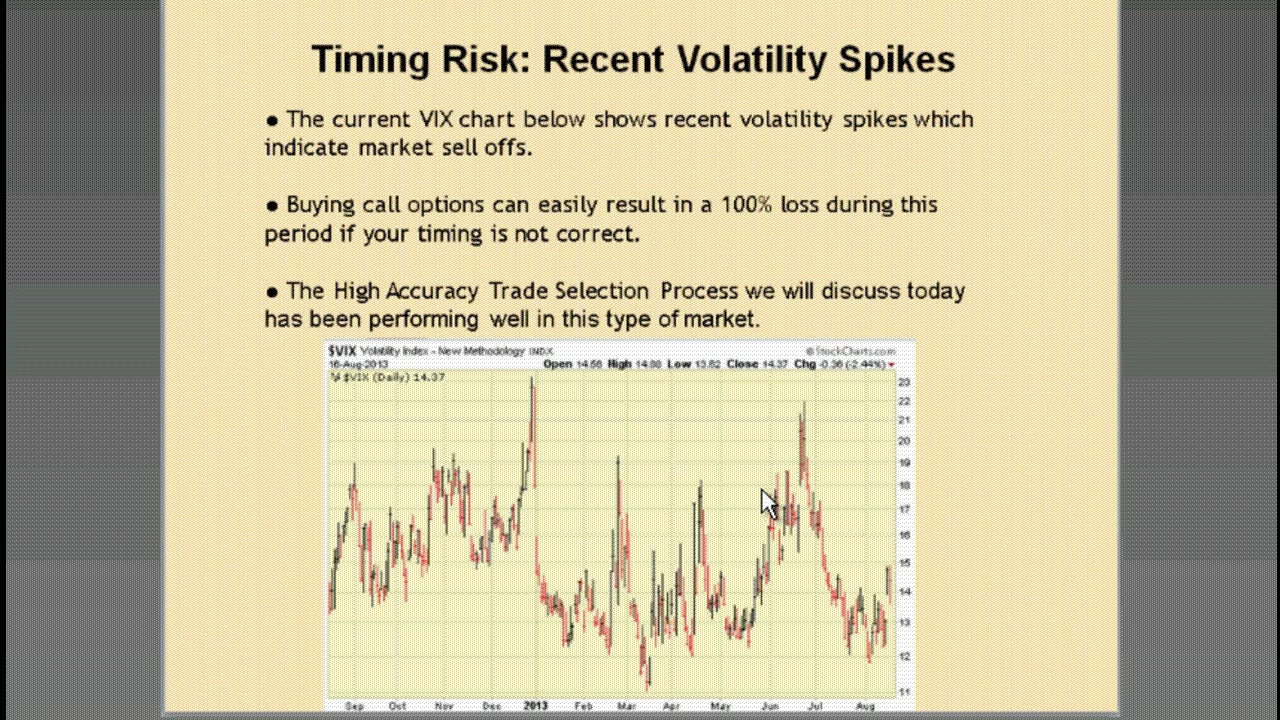 Timing Risk: Recent Volatility Spikes
● The current VIX chart below shows recent volatility spikes which
indicate market sell offs.
● Buying call options can easily result in a 100% loss during this
period if your timing is not correct.
● The High Accuracy Trade Selection Process we will discuss today
has been performing well in this type of market.
$VIX Volatility Index - New Methodology INDX © StockCharts.com
16-Aug-2013 Open 14.56 High 14.88 Low 13.62 Close 14.37 Chg -0.36 (-2.44%)
$VIX (Daily) 14.37
23
22
21
20
19
18
17
16
15
14
13
12
11
Sep Oct Nov Dec 2013 Feb Mar Apr May Jun Jul Aug